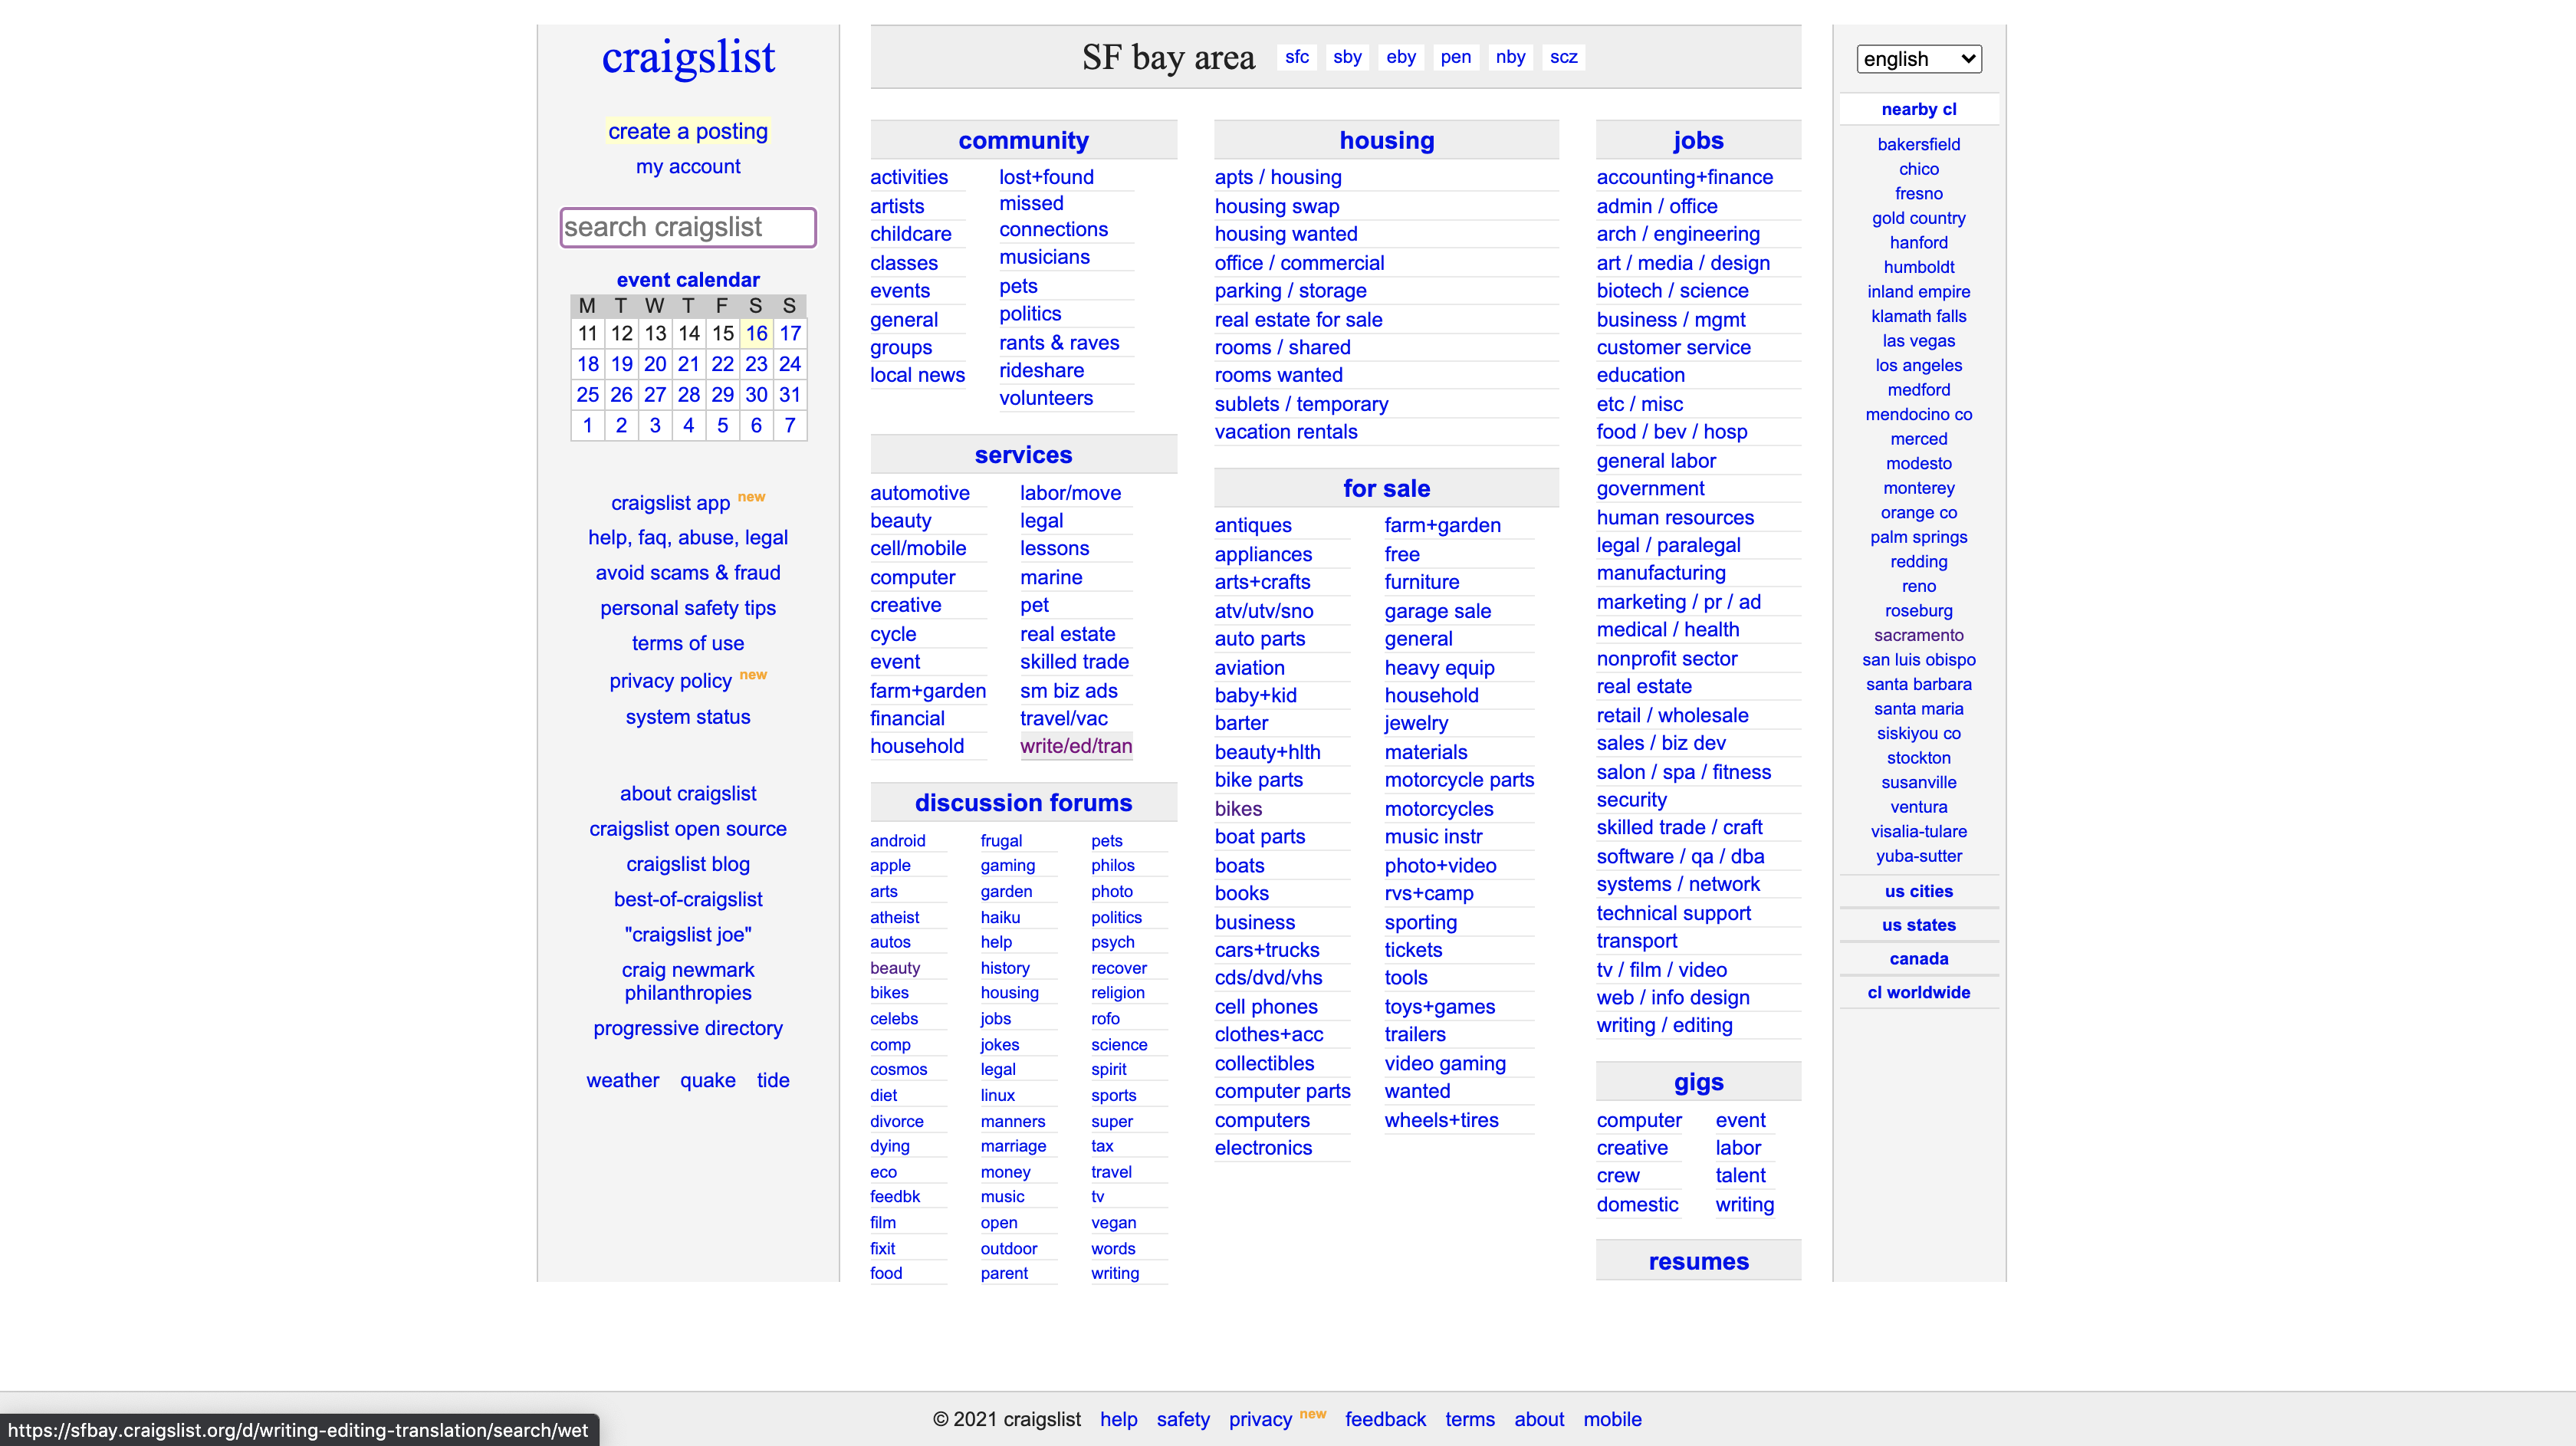 craigslist
create a posting
my account
search craigslist
event calendar
M T W T F S S
11 12 13 14 15 16 17
18 19 20 21 22 23 24
25 26 27 28 29 30 31
1 2 3 4 5 6 7
craigslist app new
help, faq, abuse, legal
avoid scams & fraud
personal safety tips
terms of use
privacy policy new
system status
about craigslist
craigslist open source
craigslist blog
best-of-craigslist
"craigslist joe"
craig newmark
philanthropies
progressive directory
weather quake tide
SF bay area sfc sby eby pen nby scz
community
activities
artists
childcare
classes
events
general
groups
local news
lost+found
missed
connections
musicians
pets
politics
rants & raves
rideshare
volunteers
services
automotive
beauty
cell/mobile
computer
creative
cycle
event
farm+garden
financial
household
labor/move
legal
lessons
marine
pet
real estate
skilled trade
sm biz ads
travel/vac
write/ed/tran
discussion forums
android
apple
arts
atheist
autos
beauty
bikes
celebs
comp
cosmos
diet
divorce
dying
eco
feedbk
film
fixit
food
frugal
gaming
garden
haiku
help
history
housing
jobs
jokes
legal
linux
manners
marriage
money
music
open
outdoor
parent
pets
philos
photo
politics
psych
recover
religion
rofo
science
spirit
sports
super
tax
travel
tv
vegan
words
writing
housing
apts / housing
housing swap
housing wanted
office / commercial
parking / storage
real estate for sale
rooms / shared
rooms wanted
sublets / temporary
vacation rentals
for sale
antiques
appliances
arts+crafts
atv/utv/sno
auto parts
aviation
baby+kid
barter
beauty+hlth
bike parts
bikes
boat parts
boats
books
business
cars+trucks
cds/dvd/vhs
cell phones
clothes+acc
collectibles
computer parts
computers
electronics
farm+garden
free
furniture
garage sale
general
heavy equip
household
jewelry
materials
motorcycle parts
motorcycles
music instr
photo+video
rvs+camp
sporting
tickets
tools
toys+games
trailers
video gaming
wanted
wheels+tires
jobs
accounting+finance
admin / office
arch / engineering
art / media / design
biotech / science
business / mgmt
customer service
education
etc / misc
food / bev / hosp
general labor
government
human resources
legal / paralegal
manufacturing
marketing / pr / ad
medical / health
nonprofit sector
real estate
retail / wholesale
sales / biz dev
salon / spa / fitness
security
skilled trade / craft
software / qa / dba
systems / network
technical support
transport
tv / film / video
web / info design
writing / editing
gigs
computer
creative
crew
domestic
event
labor
talent
writing
resumes
english
nearby cl
bakersfield
chico
fresno
gold country
hanford
humboldt
inland empire
klamath falls
las vegas
los angeles
medford
mendocino co
merced
modesto
monterey
orange co
palm springs
redding
reno
roseburg
sacramento
san luis obispo
santa barbara
santa maria
siskiyou co
stockton
susanville
ventura
visalia-tulare
yuba-sutter
us cities
us states
canada
cl worldwide
© 2021 craigslist help safety privacy new feedback terms about mobile
https://sfbay.craigslist.org/d/writing-editing-translation/search/wet